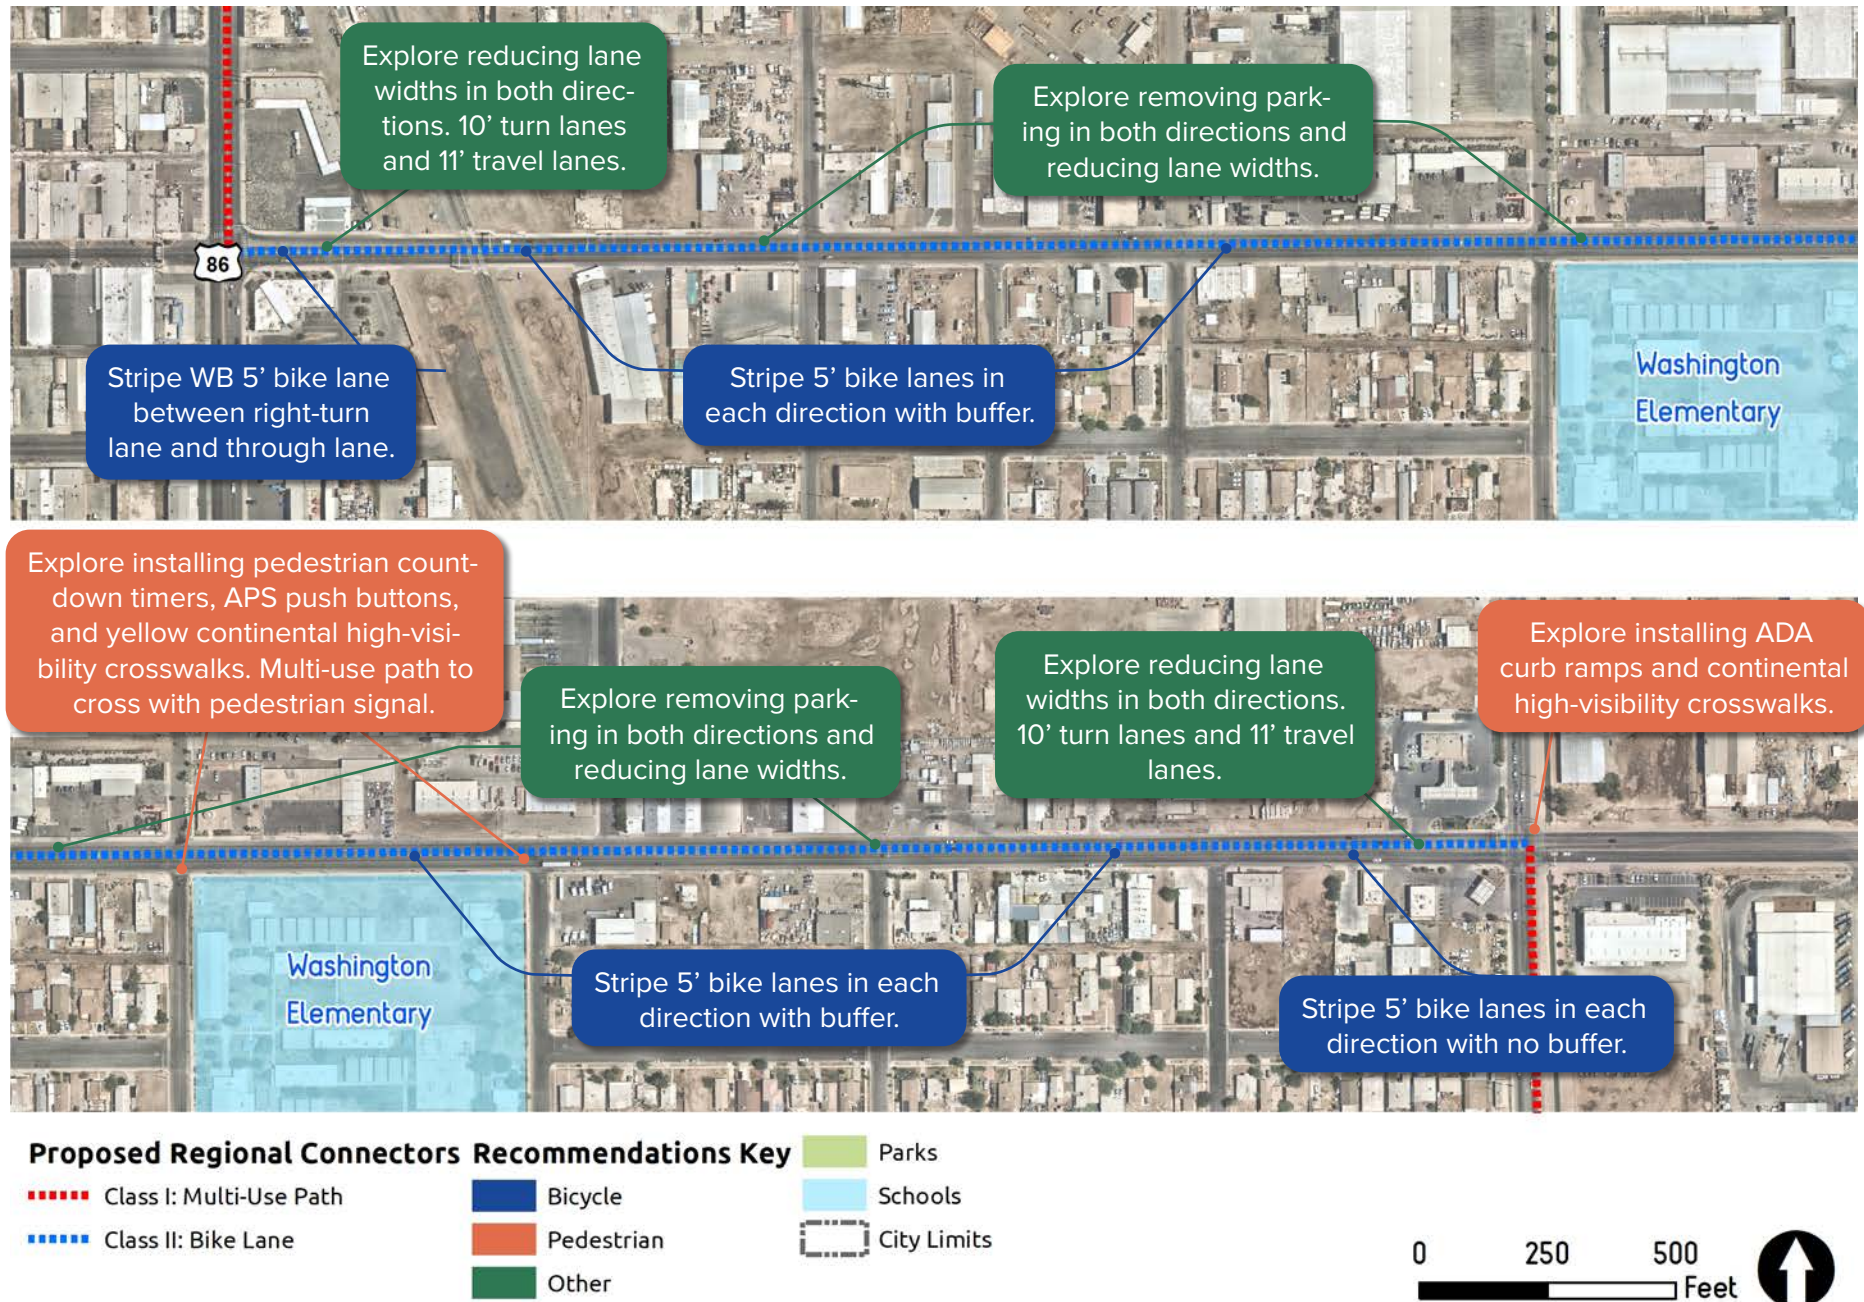 Explore reducing lane
widths in both direc-
tions. 10’ turn lanes
and 11’ travel lanes.
Explore removing park-
ing in both directions and
reducing lane widths.
86
Stripe WB 5’ bike lane
between right-turn
lane and through lane.
Stripe 5’ bike lanes in
each direction with buffer.
Washington
Elementary
Explore installing pedestrian count-
down timers, APS push buttons,
and yellow continental high-visi-
bility crosswalks. Multi-use path to
cross with pedestrian signal.
Explore removing park-
ing in both directions and
reducing lane widths.
Explore reducing lane
widths in both directions.
10’ turn lanes and 11’ travel
lanes.
Explore installing ADA
curb ramps and continental
high-visibility crosswalks.
Washington
Elementary
Stripe 5’ bike lanes in each
direction with buffer.
Stripe 5’ bike lanes in each
direction with no buffer.
Proposed Regional Connectors
Class I: Multi-Use Path
Class II: Bike Lane
Recommendations Key
Bicycle
Pedestrian
Other
Parks
Schools
City Limits
0 250 500
Feet